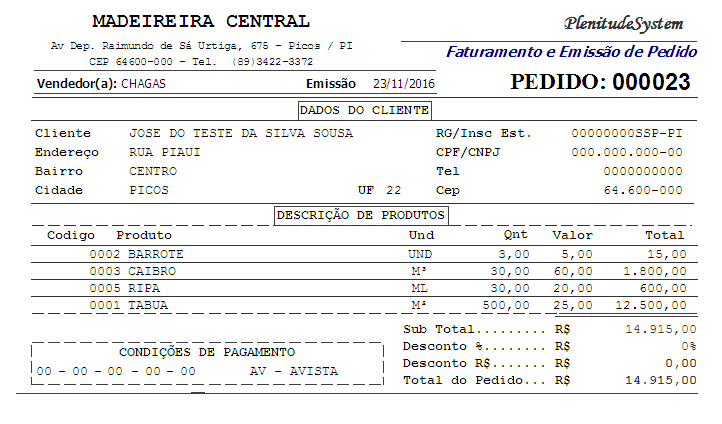 MADEIREIRA CENTRAL
PlenitudeSystem
Av Dep. Raimundo de Sá Urtiga, 675 - Picos / PI
Faturamento e Emissão de Pedido
CEP 64600-000 - Tel. (89)3422-3372
Vendedor(a): CHAGAS Emissão 23/11/2016 PEDIDO: 000023
DADOS DO CLIENTE
Cliente JOSE DO TESTE DA SILVA SOUSA RG/Insc Est. 00000000SSP-PI
Endereço RUA PIAUI CPF/CNPJ 000.000.000-00
Bairro CENTRO Tel 0000000000
Cidade PICOS UF 22 Cep 64.600-000
DESCRIÇÃO DE PRODUTOS
Codigo Produto Und Qnt Valor Total
0002 BARROTE UND 3,00 5,00 15,00
0003 CAIBRO M³ 30,00 60,00 1.800,00
0005 RIPA ML 30,00 20,00 600,00
0001 TABUA M² 500,00 25,00 12.500,00
Sub Total......... R$ 14.915,00
Desconto %........ R$ 0%
Desconto R$....... R$ 0,00
Total do Pedido... R$ 14.915,00
CONDIÇÕES DE PAGAMENTO
00 - 00 - 00 - 00 - 00 AV - AVISTA